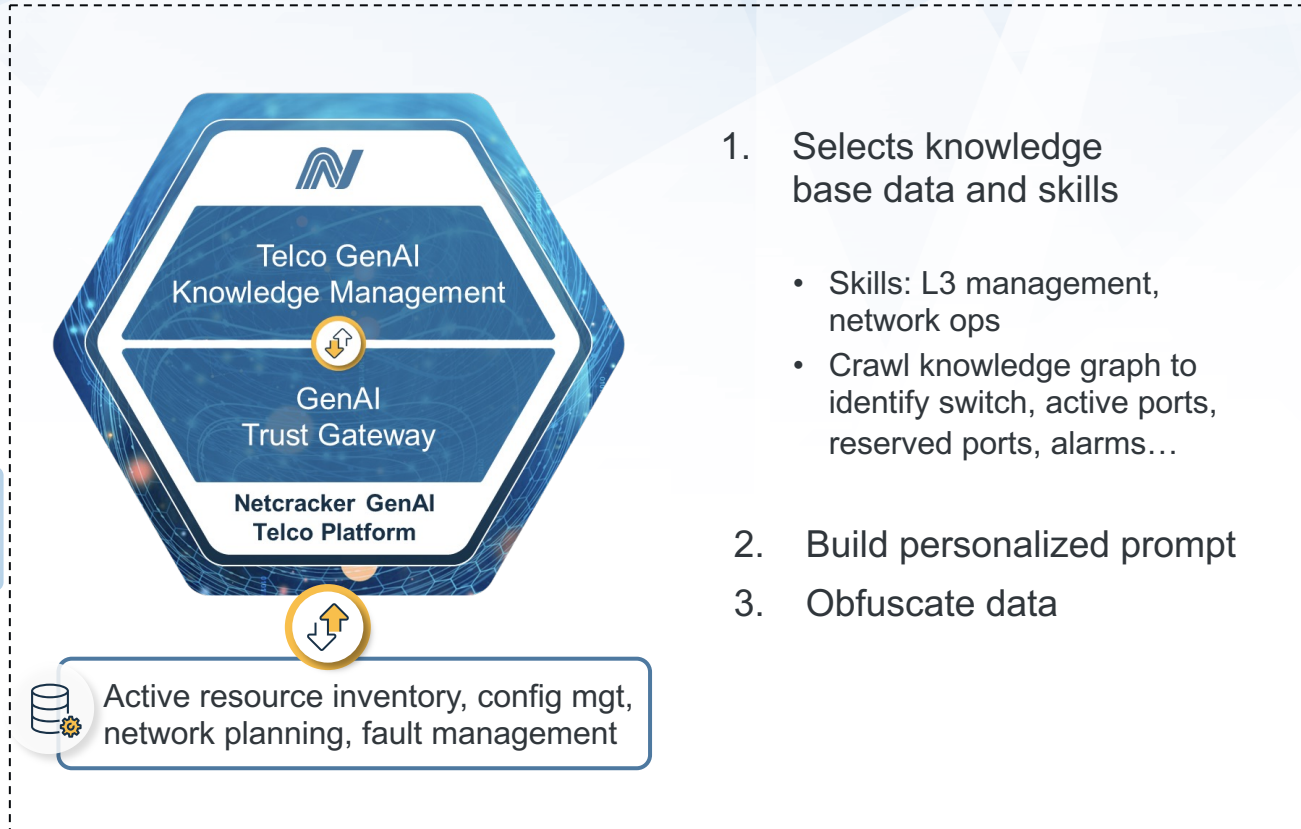 Telco GenAI
Knowledge Management
GenAI
Trust Gateway
Netcracker GenAI
Telco Platform
Active resource inventory, config mgt,
network planning, fault management
1. Selects knowledge
base data and skills
• Skills: L3 management,
network ops
• Crawl knowledge graph to
identify switch, active ports,
reserved ports, alarms…
2. Build personalized prompt
3. Obfuscate data